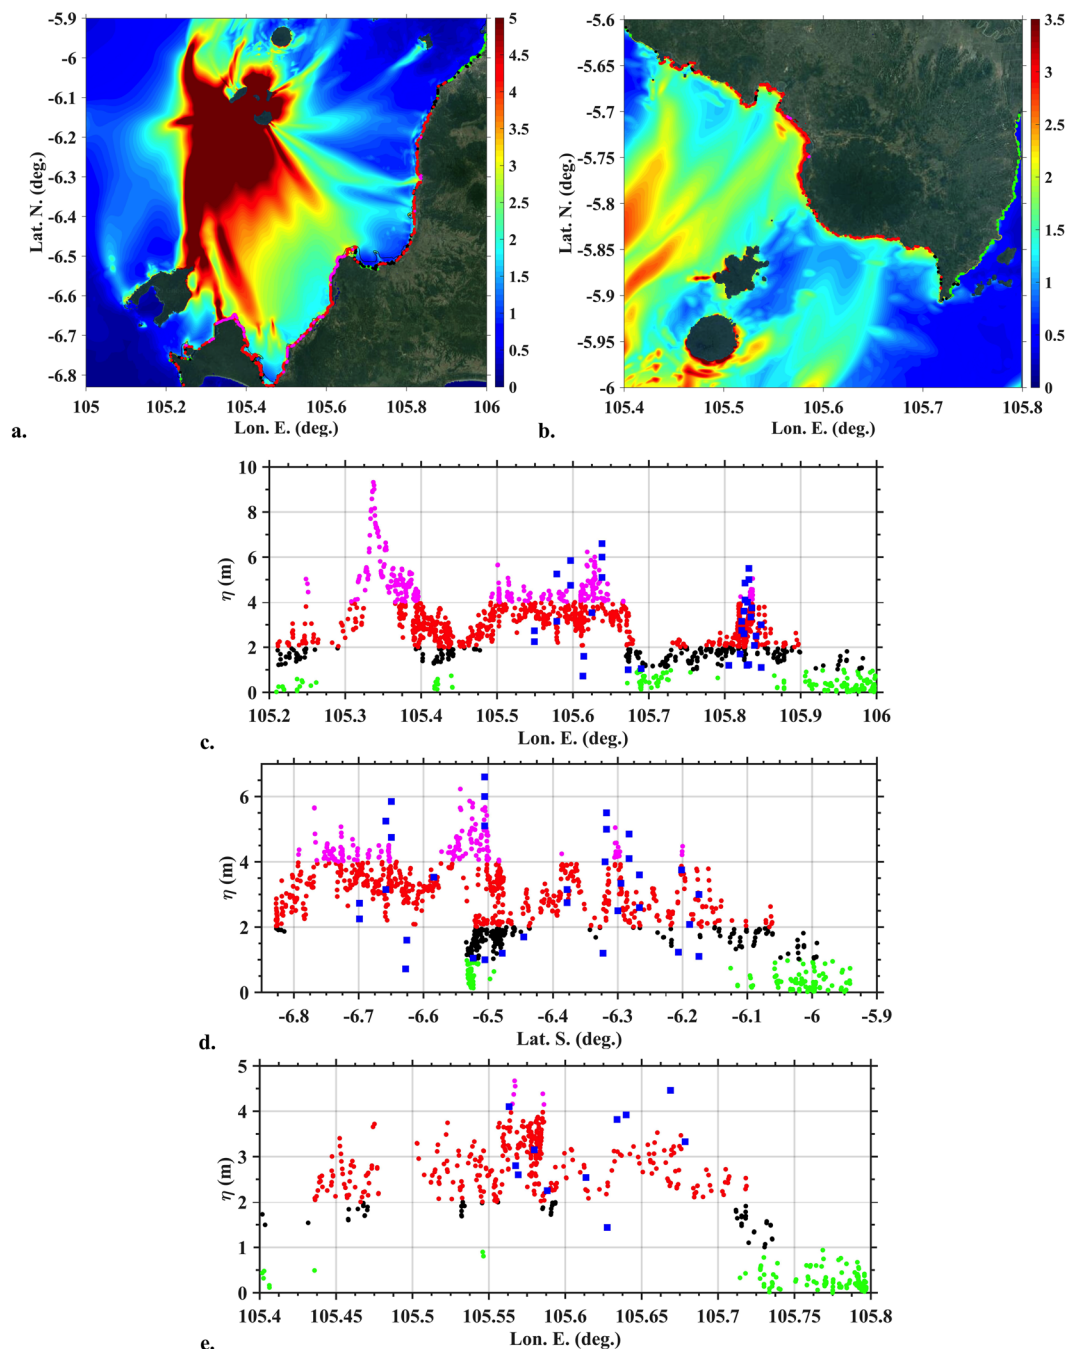 -5.9
-6
-6.1
-6.2
-6.3
-6.4
-6.5
-6.6
-6.7
-6.8
Lat. N. (deg.)
105 105.2 105.4 105.6 105.8 106
Lon. E. (deg.)
5
4.5
4
3.5
3
2.5
2
1.5
1
0.5
0
a.
-5.6
-5.65
-5.7
-5.75
-5.8
-5.85
-5.9
-5.95
-6
Lat. N. (deg.)
105.4 105.5 105.6 105.7 105.8
Lon. E. (deg.)
3.5
3
2.5
2
1.5
1
0.5
0
b.
10
8
6
4
2
0
η (m)
105.2 105.3 105.4 105.5 105.6 105.7 105.8 105.9 106
Lon. E. (deg.)
c.
6
4
2
0
η (m)
-6.8 -6.7 -6.6 -6.5 -6.4 -6.3 -6.2 -6.1 -6 -5.9
Lat. S. (deg.)
d.
5
4
3
2
1
0
η (m)
105.4 105.45 105.5 105.55 105.6 105.65 105.7 105.75 105.8
Lon. E. (deg.)
e.